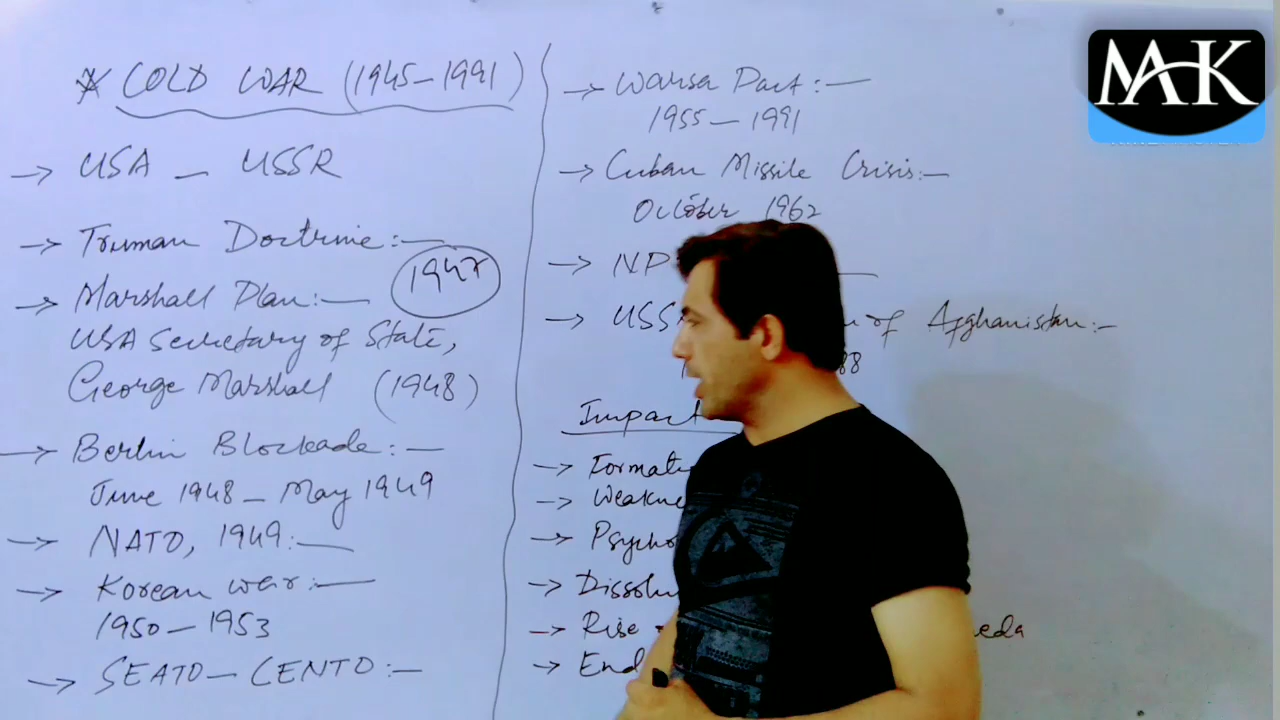 * COLD WAR (1945-1991)
→ USA - USSR
→ Truman Doctrine:-
1947
→ Marshall Plan:-
USA Secretary of State,
George Marshall (1948)
→ Berlin Blockade:-
June 1948 - May 1949
→ NATO, 1949:-
→ Korean war:-
1950-1953
→ SEATO-CENTO:-
→ Warsa Pact:-
1955-1991
→ Cuban Missile Crisis:-
October 1962
→ NP
→ USS of Afghanistan:-
88
Impact
→ Formati
→ Weakne
→ Psycho
→ Dissolu
→ Rise eda
→ End
MAK